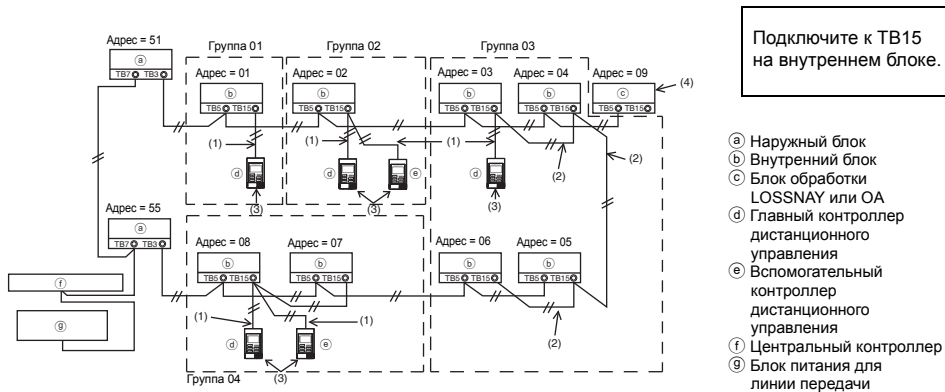 Адрес = 51
ⓐ
TB7 TB3
Группа 01
Группа 02
Группа 03
Адрес = 01
Адрес = 02
Адрес = 03
Адрес = 04
Адрес = 09
ⓑ
ⓑ
ⓑ
ⓑ
ⓒ
(4)
TB5 TB15
TB5 TB15
TB5 TB15
TB5 TB15
TB5 TB15
(1)
(1)
(1)
(2)
(2)
ⓓ
ⓓ
ⓔ
ⓓ
(3)
(3)
(3)
Адрес = 55
ⓐ
TB7 TB3
Адрес = 08
Адрес = 07
Адрес = 06
Адрес = 05
ⓑ
ⓑ
ⓑ
ⓑ
TB5 TB15
TB5 TB15
TB5 TB15
TB5 TB15
ⓕ
ⓖ
(1)
(1)
(2)
ⓓ
ⓔ
(3)
Группа 04
Подключите к TB15
на внутреннем блоке.
ⓐ Наружный блок
ⓑ Внутренний блок
ⓒ Блок обработки
LOSSNAY или OA
ⓓ Главный контроллер
дистанционного
управления
ⓔ Вспомогательный
контроллер
дистанционного
управления
ⓕ Центральный контроллер
ⓖ Блок питания для
линии передачи